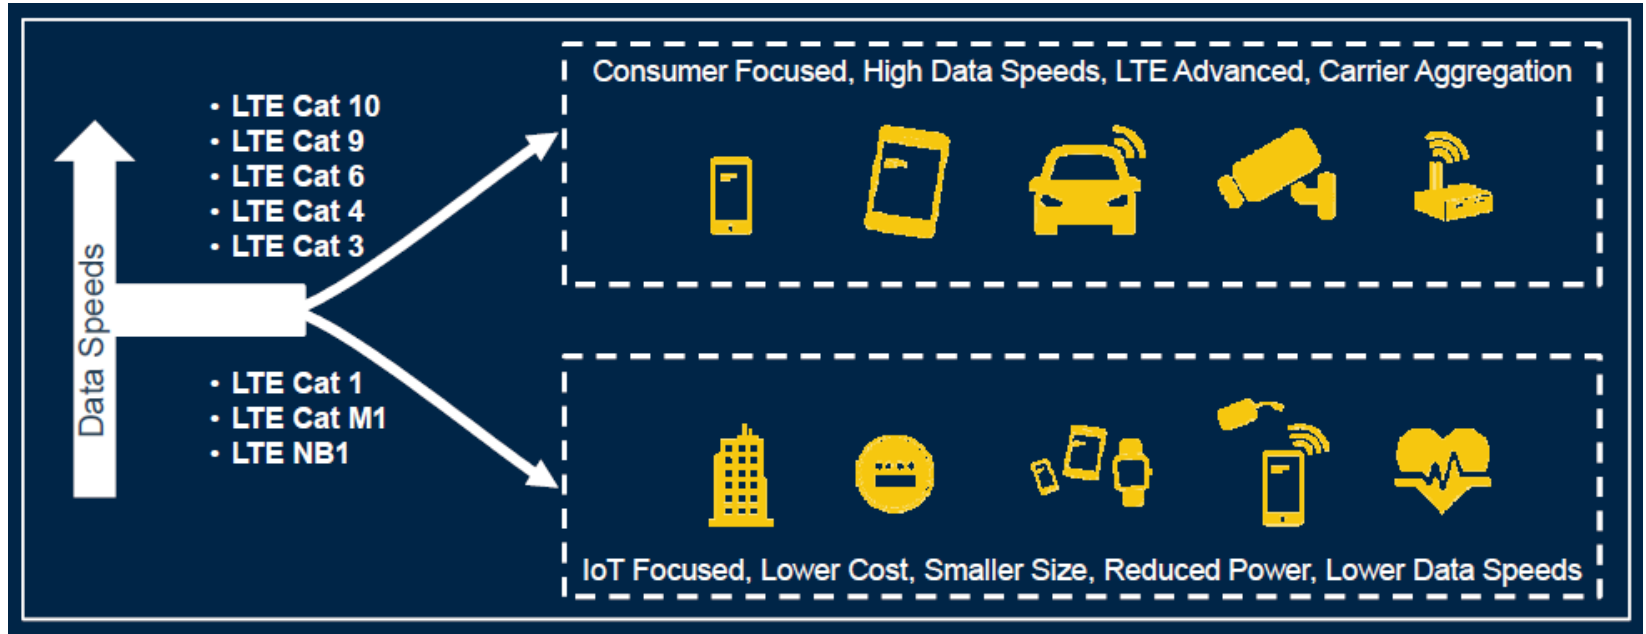 Data Speeds
• LTE Cat 10
• LTE Cat 9
• LTE Cat 6
• LTE Cat 4
• LTE Cat 3
• LTE Cat 1
• LTE Cat M1
• LTE NB1
Consumer Focused, High Data Speeds, LTE Advanced, Carrier Aggregation
IoT Focused, Lower Cost, Smaller Size, Reduced Power, Lower Data Speeds